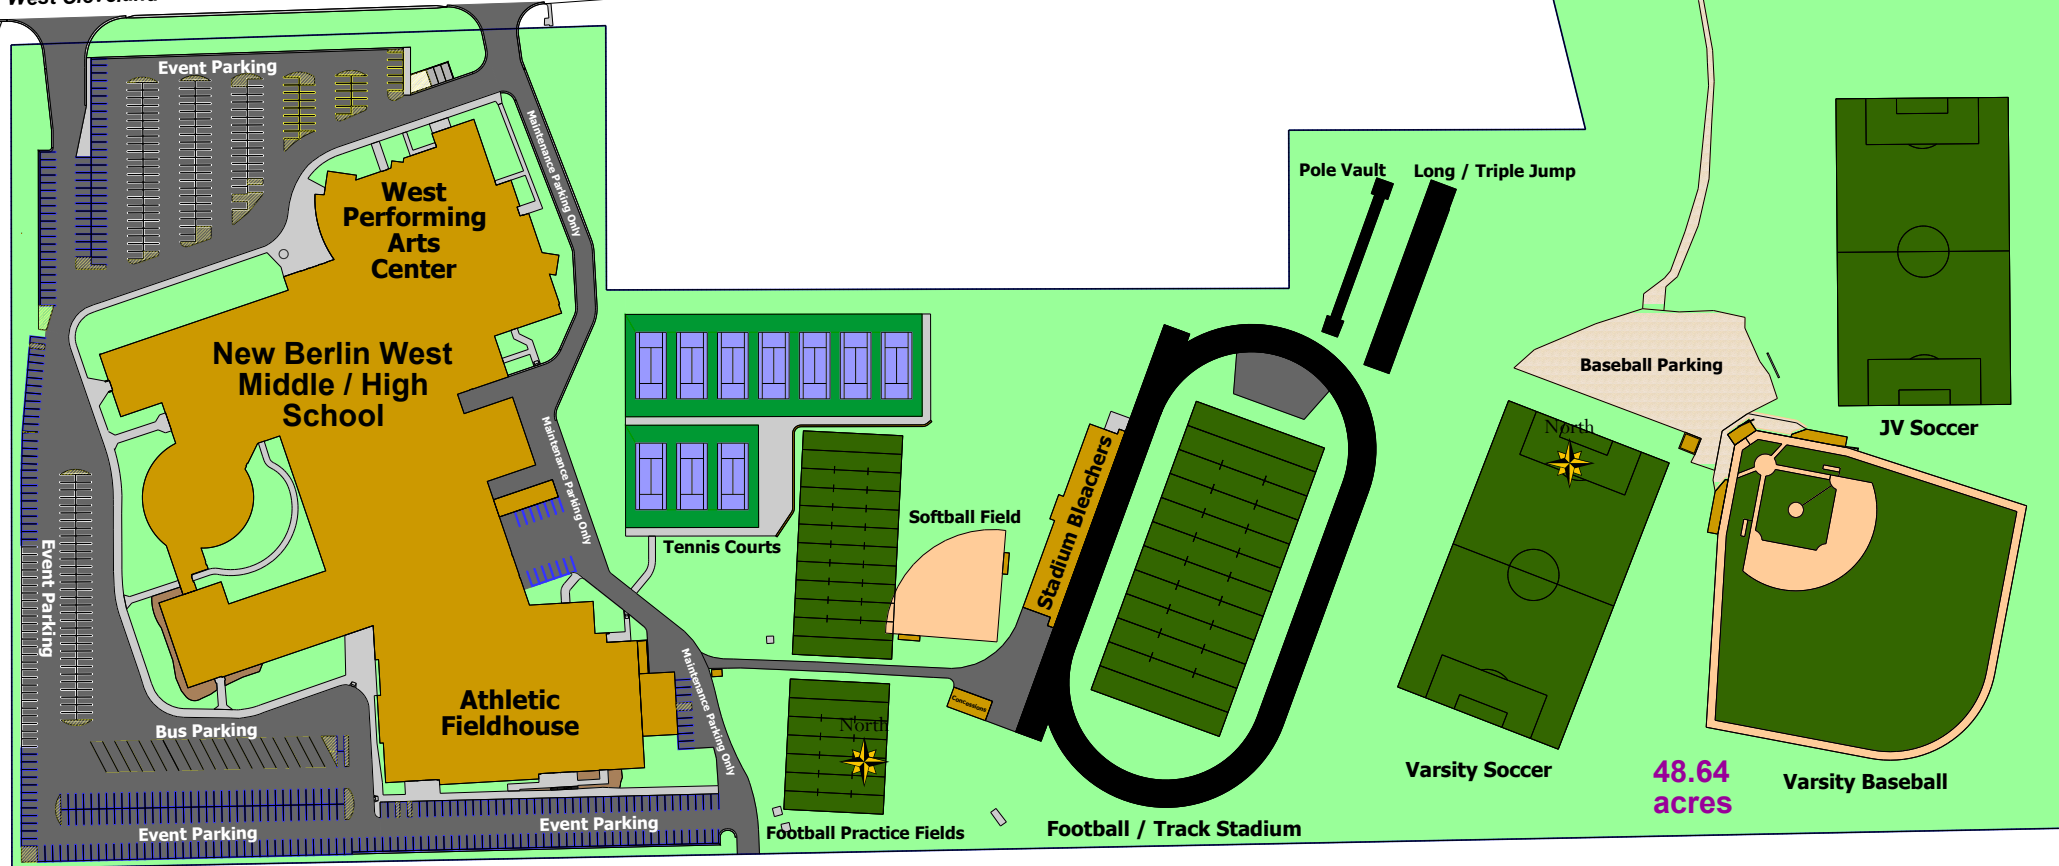 West Cleveland
Event Parking
Maintenance Parking Only
West
Performing
Arts
Center
Pole Vault
Long / Triple Jump
New Berlin West
Middle / High
School
Baseball Parking
JV Soccer
North
Maintenance Parking Only
Stadium Bleachers
Softball Field
Tennis Courts
Event Parking
Maintenance Parking Only
Athletic
Fieldhouse
Concessions
North
Bus Parking
Varsity Soccer
48.64
acres
Varsity Baseball
Event Parking
Event Parking
Football Practice Fields
Football / Track Stadium